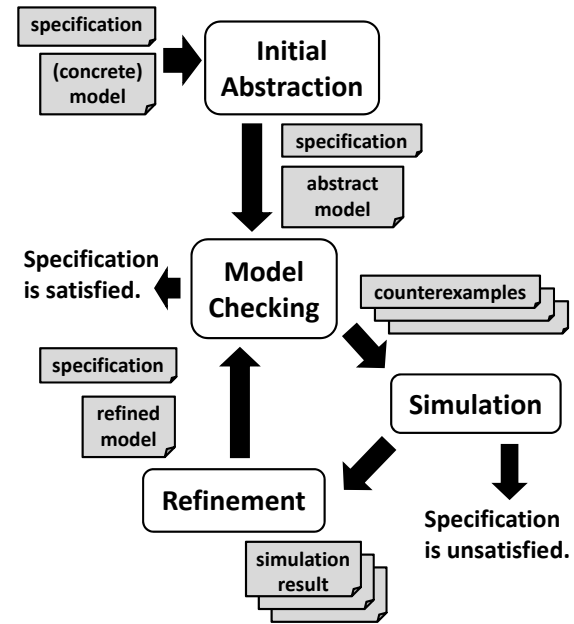 specification
(concrete)
model
Initial
Abstraction
specification
abstract
model
Specification
is satisfied.
Model
Checking
counterexamples
specification
refined
model
Simulation
Refinement
Specification
is unsatisfied.
simulation
result